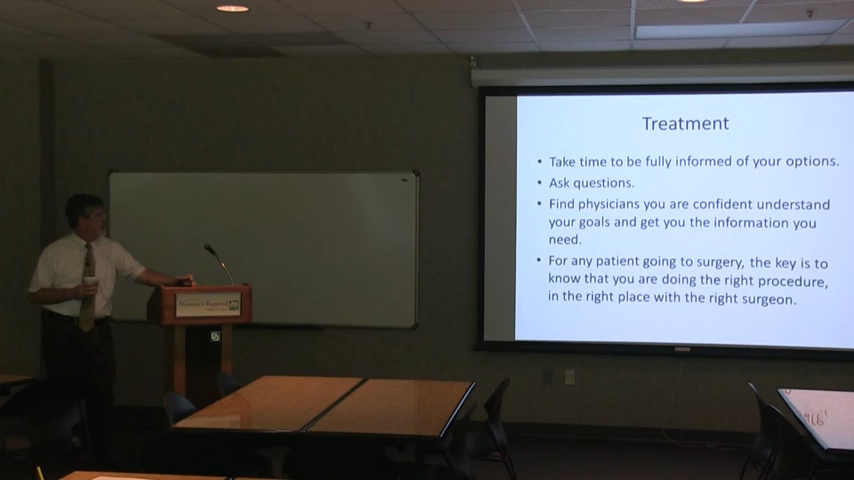 Treatment
• Take time to be fully informed of your options.
• Ask questions.
• Find physicians you are confident understand
your goals and get you the information you
need.
• For any patient going to surgery, the key is to
know that you are doing the right procedure,
in the right place with the right surgeon.
Regional